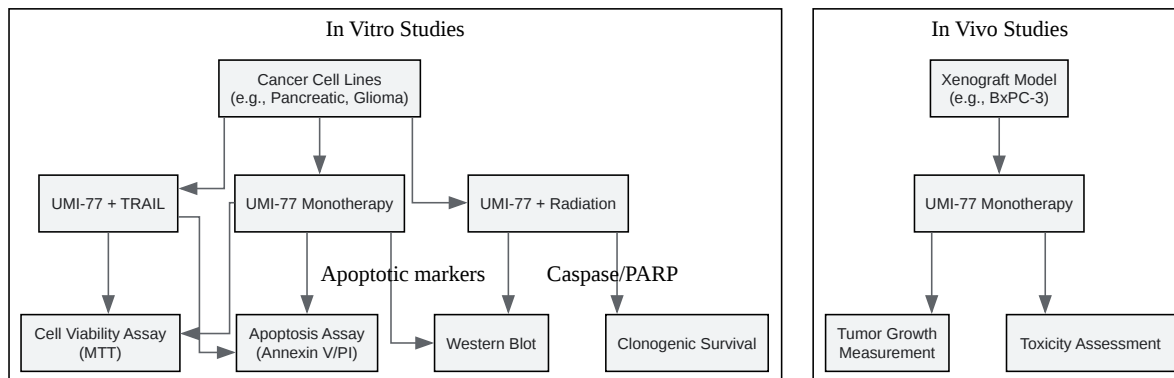 In Vitro Studies
Cancer Cell Lines
(e.g., Pancreatic, Glioma)
UMI-77 + TRAIL
UMI-77 Monotherapy
UMI-77 + Radiation
Apoptotic markers
Caspase/PARP
Cell Viability Assay
(MTT)
Apoptosis Assay
(Annexin V/PI)
Western Blot
Clonogenic Survival
In Vivo Studies
Xenograft Model
(e.g., BxPC-3)
UMI-77 Monotherapy
Tumor Growth
Measurement
Toxicity Assessment